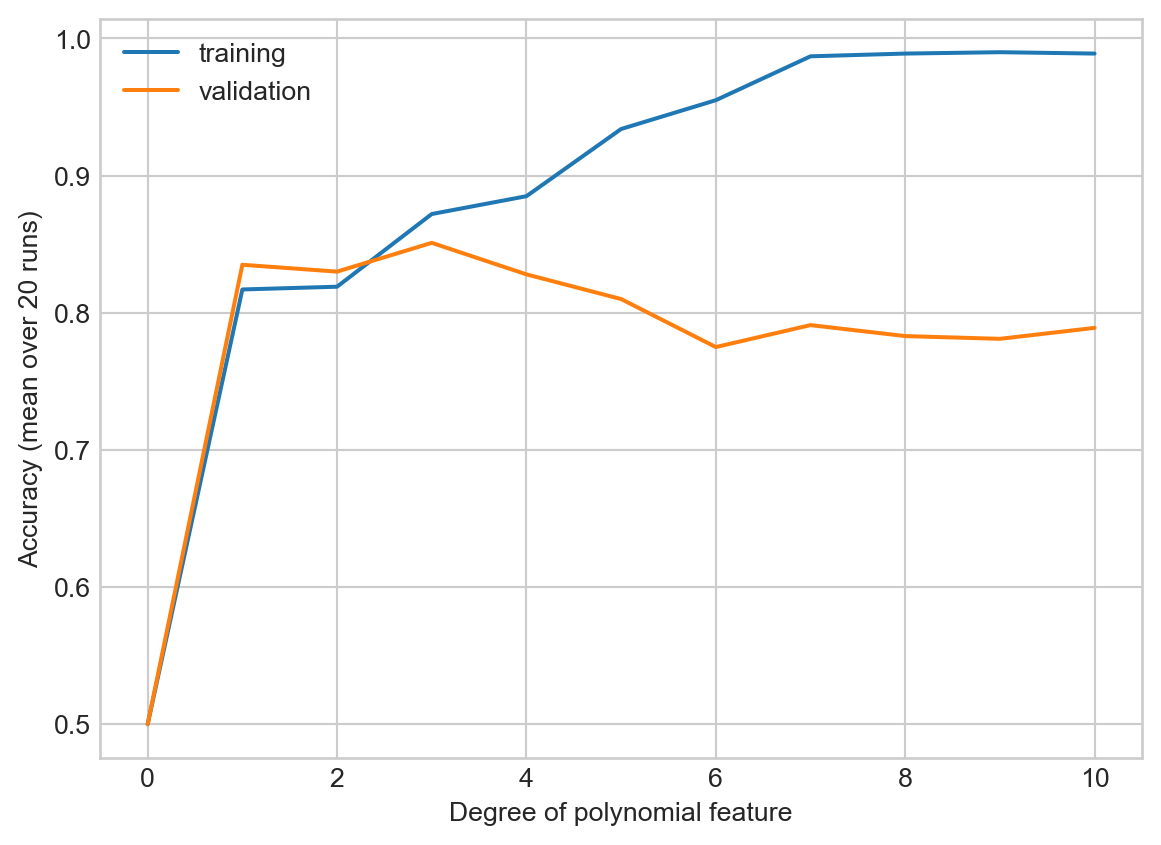 training
validation
1.0
0.9
0.8
0.7
0.6
0.5
Accuracy (mean over 20 runs)
0 2 4 6 8 10
Degree of polynomial feature